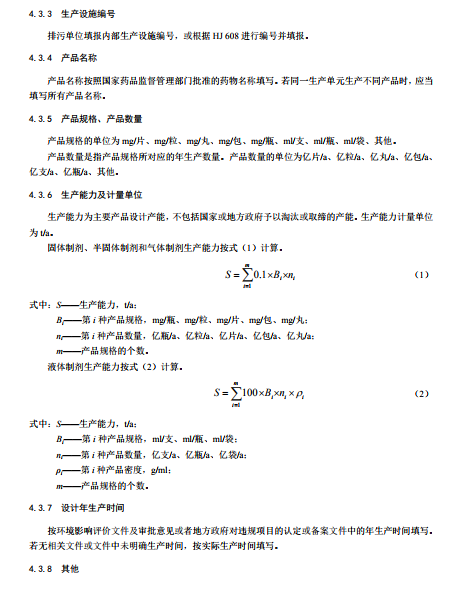 4.3.3 生产设施编号
排污单位填报内部生产设施编号，或根据 HJ 608 进行编号并填报。
4.3.4 产品名称
产品名称按照国家药品监督管理部门批准的药物名称填写。若同一生产单元生产不同产品时，应当
填写所有产品名称。
4.3.5 产品规格、产品数量
产品规格的单位为 mg/片、mg/粒、mg/丸、mg/包、mg/瓶、ml/支、ml/瓶、ml/袋、其他。
产品数量是指产品规格所对应的年生产数量。产品数量的单位为亿片/a、亿粒/a、亿丸/a、亿包/a、
亿支/a、亿瓶/a、其他。
4.3.6 生产能力及计量单位
生产能力为主要产品设计产能，不包括国家或地方政府予以淘汰或取缔的产能。生产能力计量单位
为 t/a。
固体制剂、半固体制剂和气体制剂生产能力按式（1）计算。
S = ∑_{i=1}^{m} 0.1×B_i×n_i （1）
式中：S——生产能力，t/a；
B_i——第 i 种产品规格，mg/瓶、mg/粒、mg/片、mg/包、mg/丸；
n_i——第 i 种产品数量，亿瓶/a、亿粒/a、亿片/a、亿包/a、亿丸/a；
m——产品规格的个数。
液体制剂生产能力按式（2）计算。
S = ∑_{i=1}^{m} 100×B_i×n_i×ρ_i （2）
式中：S——生产能力，t/a；
B_i——第 i 种产品规格，ml/支、ml/瓶、ml/袋；
n_i——第 i 种产品数量，亿支/a、亿瓶/a、亿袋/a；
ρ_i——第 i 种产品密度，g/ml；
m——产品规格的个数。
4.3.7 设计年生产时间
按环境影响评价文件及审批意见或者地方政府对违规项目的认定或备案文件中的年生产时间填写。
若无相关文件或文件中未明确生产时间，按实际生产时间填写。
4.3.8 其他